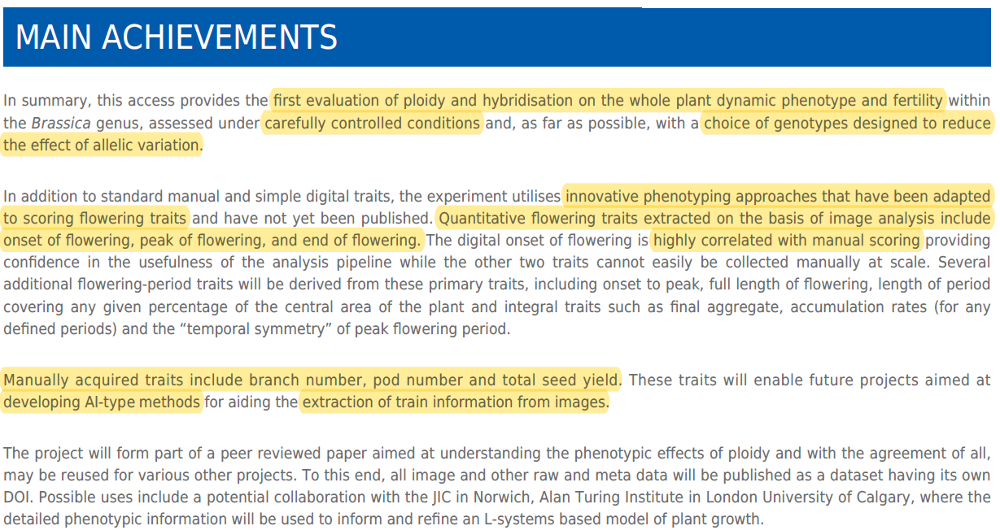 MAIN ACHIEVEMENTS
In summary, this access provides the first evaluation of ploidy and hybridisation on the whole plant dynamic phenotype and fertility within
the Brassica genus, assessed under carefully controlled conditions and, as far as possible, with a choice of genotypes designed to reduce
the effect of allelic variation.
In addition to standard manual and simple digital traits, the experiment utilises innovative phenotyping approaches that have been adapted
to scoring flowering traits and have not yet been published. Quantitative flowering traits extracted on the basis of image analysis include
onset of flowering, peak of flowering, and end of flowering. The digital onset of flowering is highly correlated with manual scoring providing
confidence in the usefulness of the analysis pipeline while the other two traits cannot easily be collected manually at scale. Several
additional flowering-period traits will be derived from these primary traits, including onset to peak, full length of flowering, length of period
covering any given percentage of the central area of the plant and integral traits such as final aggregate, accumulation rates (for any
defined periods) and the “temporal symmetry” of peak flowering period.
Manually acquired traits include branch number, pod number and total seed yield. These traits will enable future projects aimed at
developing AI-type methods for aiding the extraction of train information from images.
The project will form part of a peer reviewed paper aimed at understanding the phenotypic effects of ploidy and with the agreement of all,
may be reused for various other projects. To this end, all image and other raw and meta data will be published as a dataset having its own
DOI. Possible uses include a potential collaboration with the JIC in Norwich, Alan Turing Institute in London University of Calgary, where the
detailed phenotypic information will be used to inform and refine an L-systems based model of plant growth.